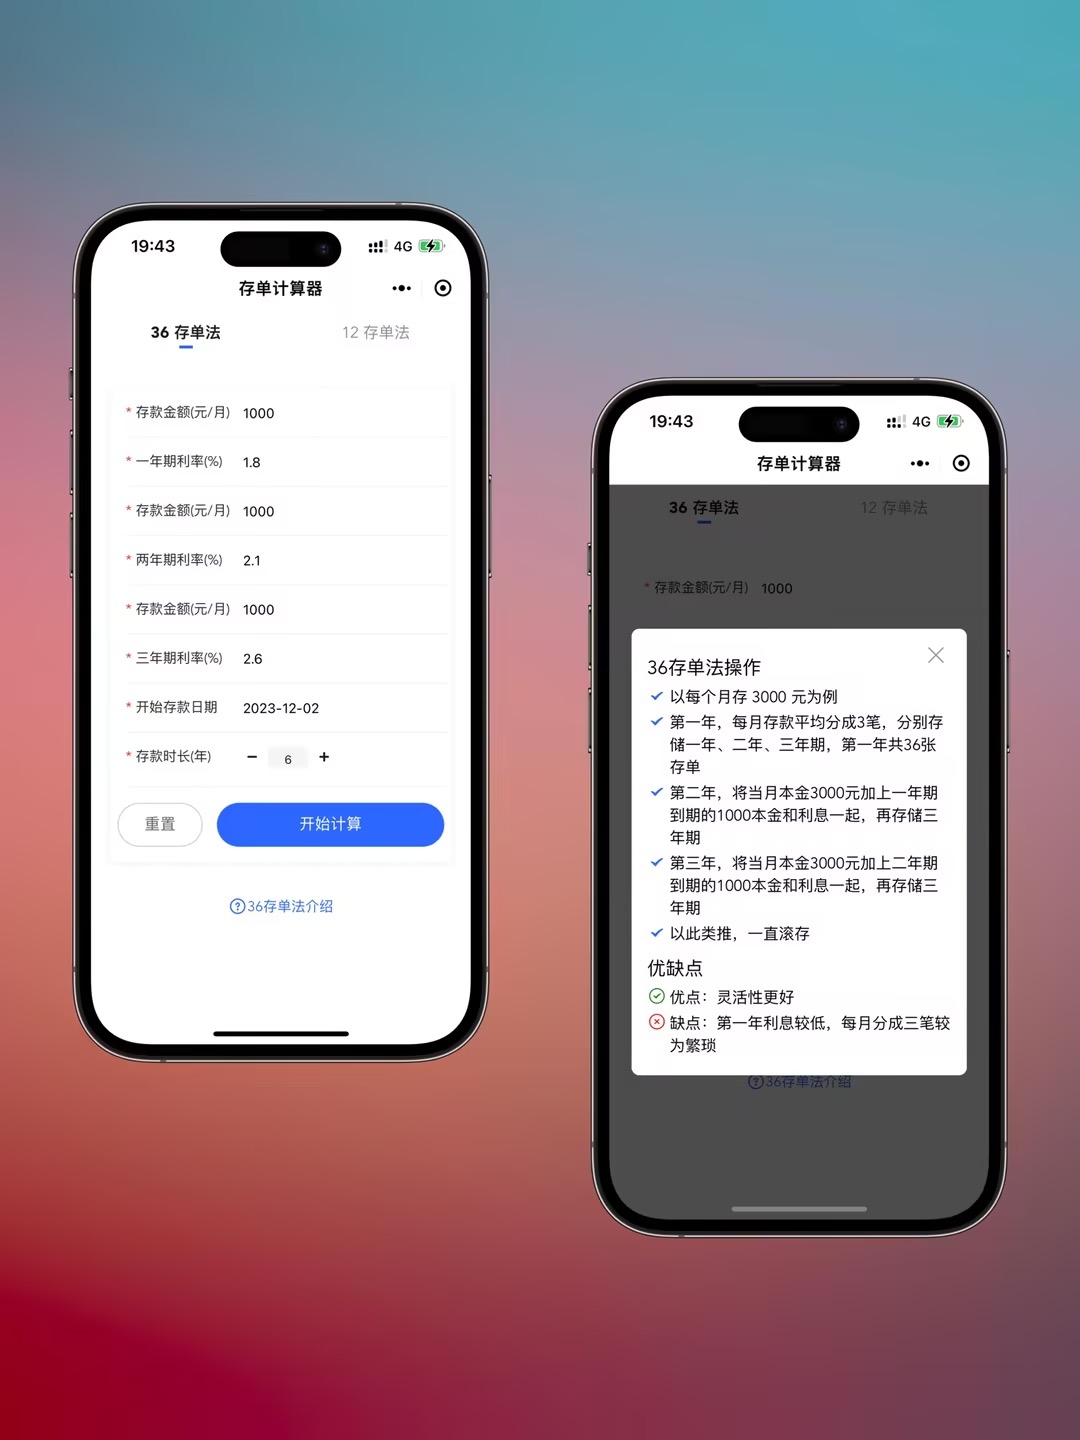 19:43
4G
存单计算器
36 存单法
12 存单法
* 存款金额(元/月) 1000
* 一年期利率(%) 1.8
* 存款金额(元/月) 1000
* 两年期利率(%) 2.1
* 存款金额(元/月) 1000
* 三年期利率(%) 2.6
* 开始存款日期 2023-12-02
* 存款时长(年) − 6 +
重置
开始计算
36存单法介绍
19:43
4G
存单计算器
36 存单法
12 存单法
* 存款金额(元/月) 1000
36存单法操作
以每个月存 3000 元为例
第一年，每月存款平均分成3笔，分别存
储一年、二年、三年期，第一年共36张
存单
第二年，将当月本金3000元加上一年期
到期的1000本金和利息一起，再存储三
年期
第三年，将当月本金3000元加上二年期
到期的1000本金和利息一起，再存储三
年期
以此类推，一直滚存
优缺点
优点：灵活性更好
缺点：第一年利息较低，每月分成三笔较
为繁琐
36存单法介绍